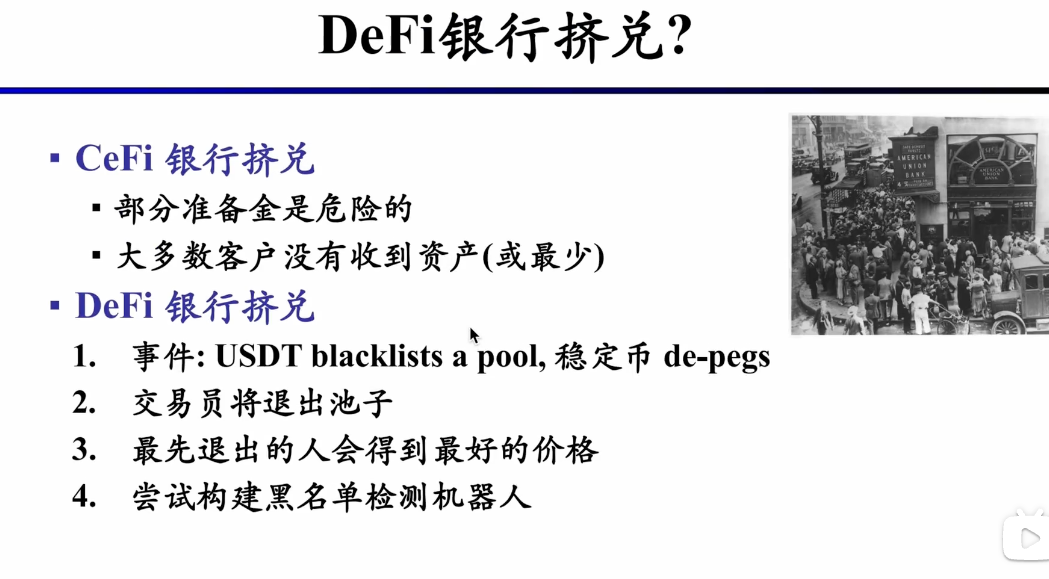 DeFi银行挤兑?
▪ CeFi 银行挤兑
▪ 部分准备金是危险的
▪ 大多数客户没有收到资产(或最少)
▪ DeFi 银行挤兑
1. 事件: USDT blacklists a pool, 稳定币 de-pegs
2. 交易员将退出池子
3. 最先退出的人会得到最好的价格
4. 尝试构建黑名单检测机器人
AMERICAN
UNION
BANK
AMERICAN
UNION
BANK